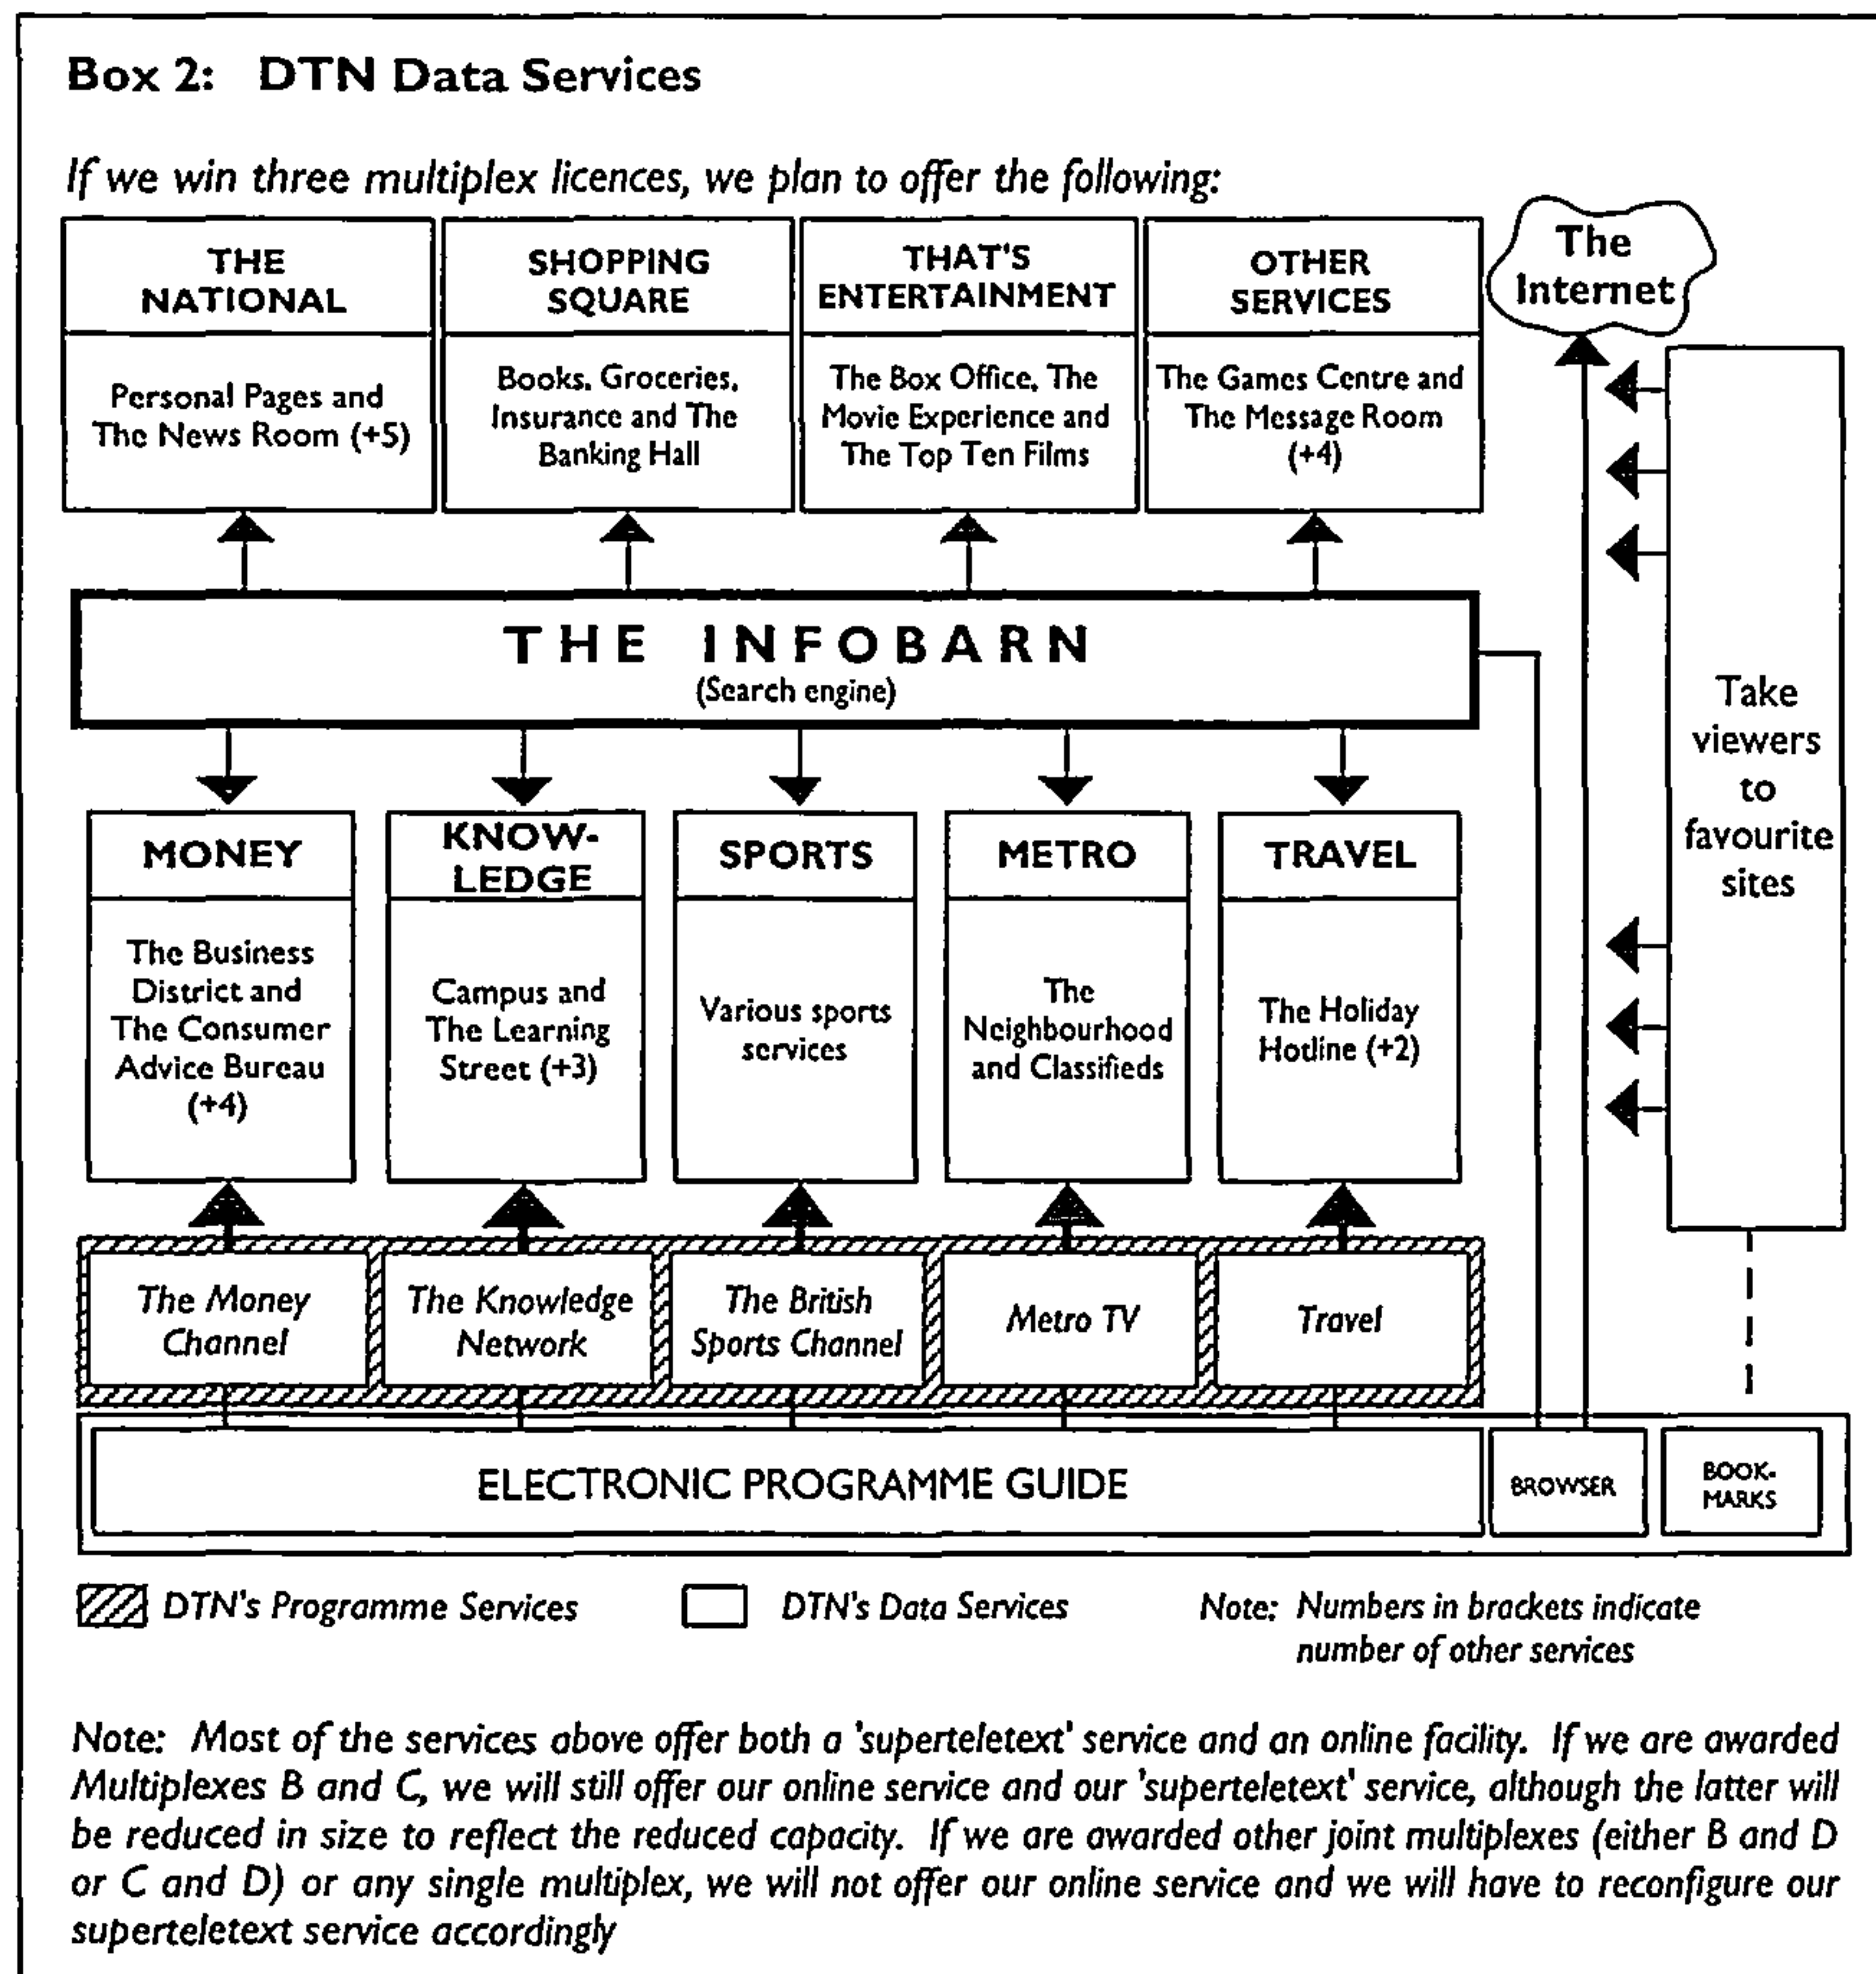 Box 2: DTN Data Services
If we win three multiplex licences, we plan to offer the following:
THE
NATIONAL
Personal Pages and
The News Room (+5)
SHOPPING
SQUARE
Books, Groceries,
Insurance and The
Banking Hall
THAT'S
ENTERTAINMENT
The Box Office, The
Movie Experience and
The Top Ten Films
OTHER
SERVICES
The Games Centre and
The Message Room
(+4)
The
Internet
THE INFOBARN
(Search engine)
Take
viewers
to
favourite
sites
MONEY
The Business
District and
The Consumer
Advice Bureau
(+4)
KNOW-
LEDGE
Campus and
The Learning
Street (+3)
SPORTS
Various sports
services
METRO
The
Neighbourhood
and Classifieds
TRAVEL
The Holiday
Hotline (+2)
The Money
Channel
The Knowledge
Network
The British
Sports Channel
Metro TV
Travel
ELECTRONIC PROGRAMME GUIDE
BROWSER
BOOK-
MARKS
DTN's Programme Services
DTN's Data Services
Note: Numbers in brackets indicate
number of other services
Note: Most of the services above offer both a 'superteletext' service and an online facility. If we are awarded
Multiplexes B and C, we will still offer our online service and our 'superteletext' service, although the latter will
be reduced in size to reflect the reduced capacity. If we are awarded other joint multiplexes (either B and D
or C and D) or any single multiplex, we will not offer our online service and we will have to reconfigure our
superteletext service accordingly